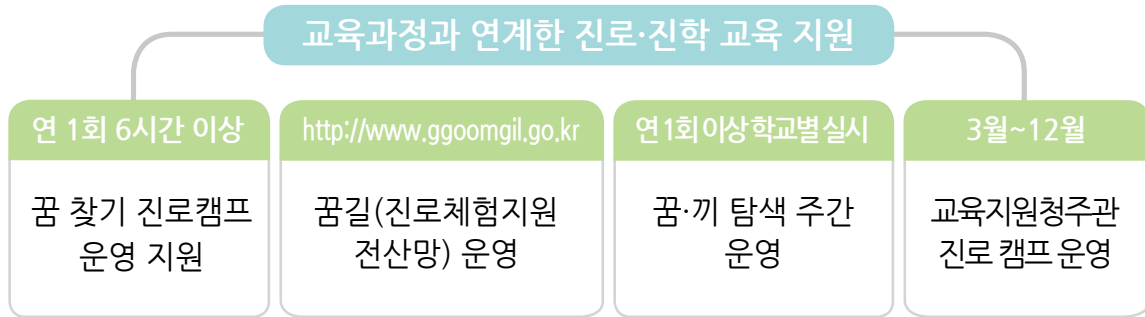 교육과정과 연계한 진로·진학 교육 지원
연 1회 6시간 이상
꿈 찾기 진로캠프
운영 지원
http://www.ggoomgil.go.kr
꿈길(진로체험지원
전산망) 운영
연1회 이상 학교별 실시
꿈·끼 탐색 주간
운영
3월~12월
교육지원청주관
진로 캠프 운영